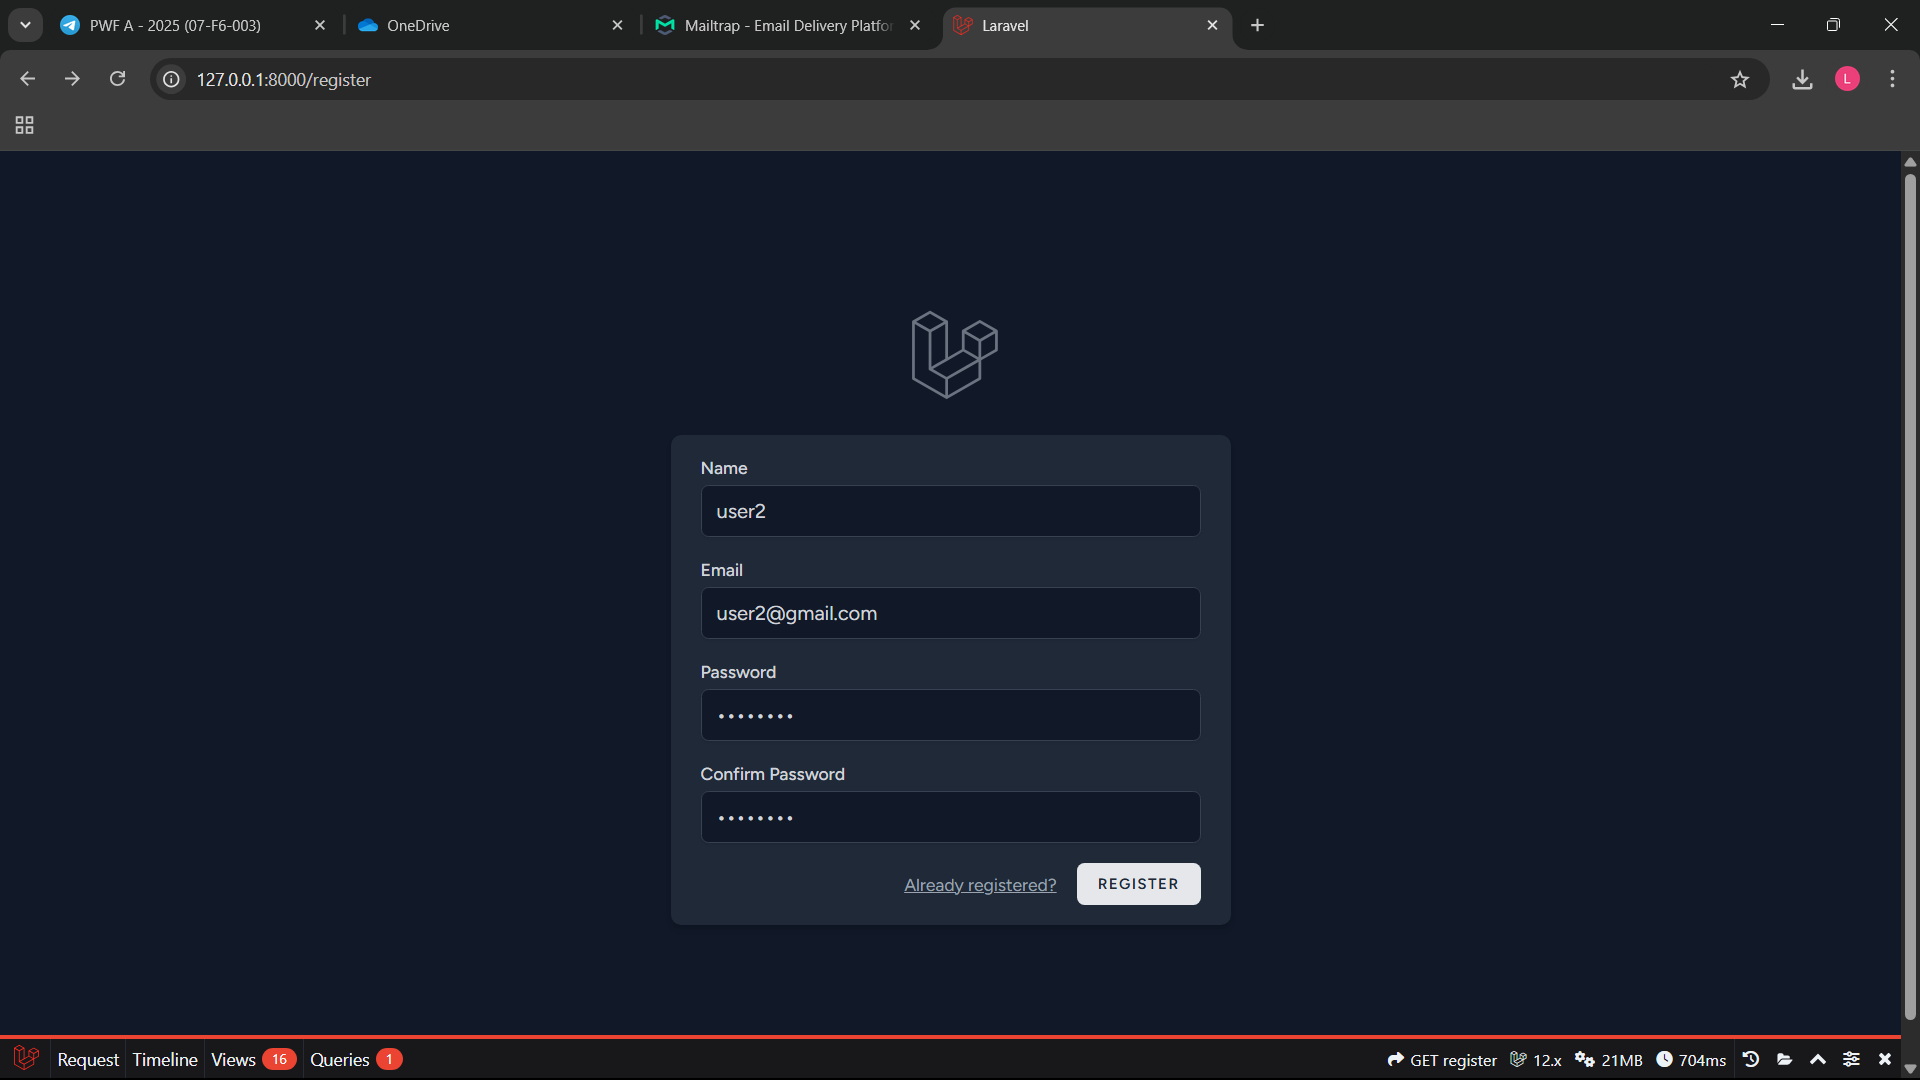 PWF A - 2025 (07-F6-003)
OneDrive
Mailtrap - Email Delivery Platfor
Laravel
127.0.0.1:8000/register
L
Name
user2
Email
user2@gmail.com
Password
••••••••
Confirm Password
••••••••
Already registered?
REGISTER
Request
Timeline
Views 16
Queries 1
GET register
12.x
21MB
704ms